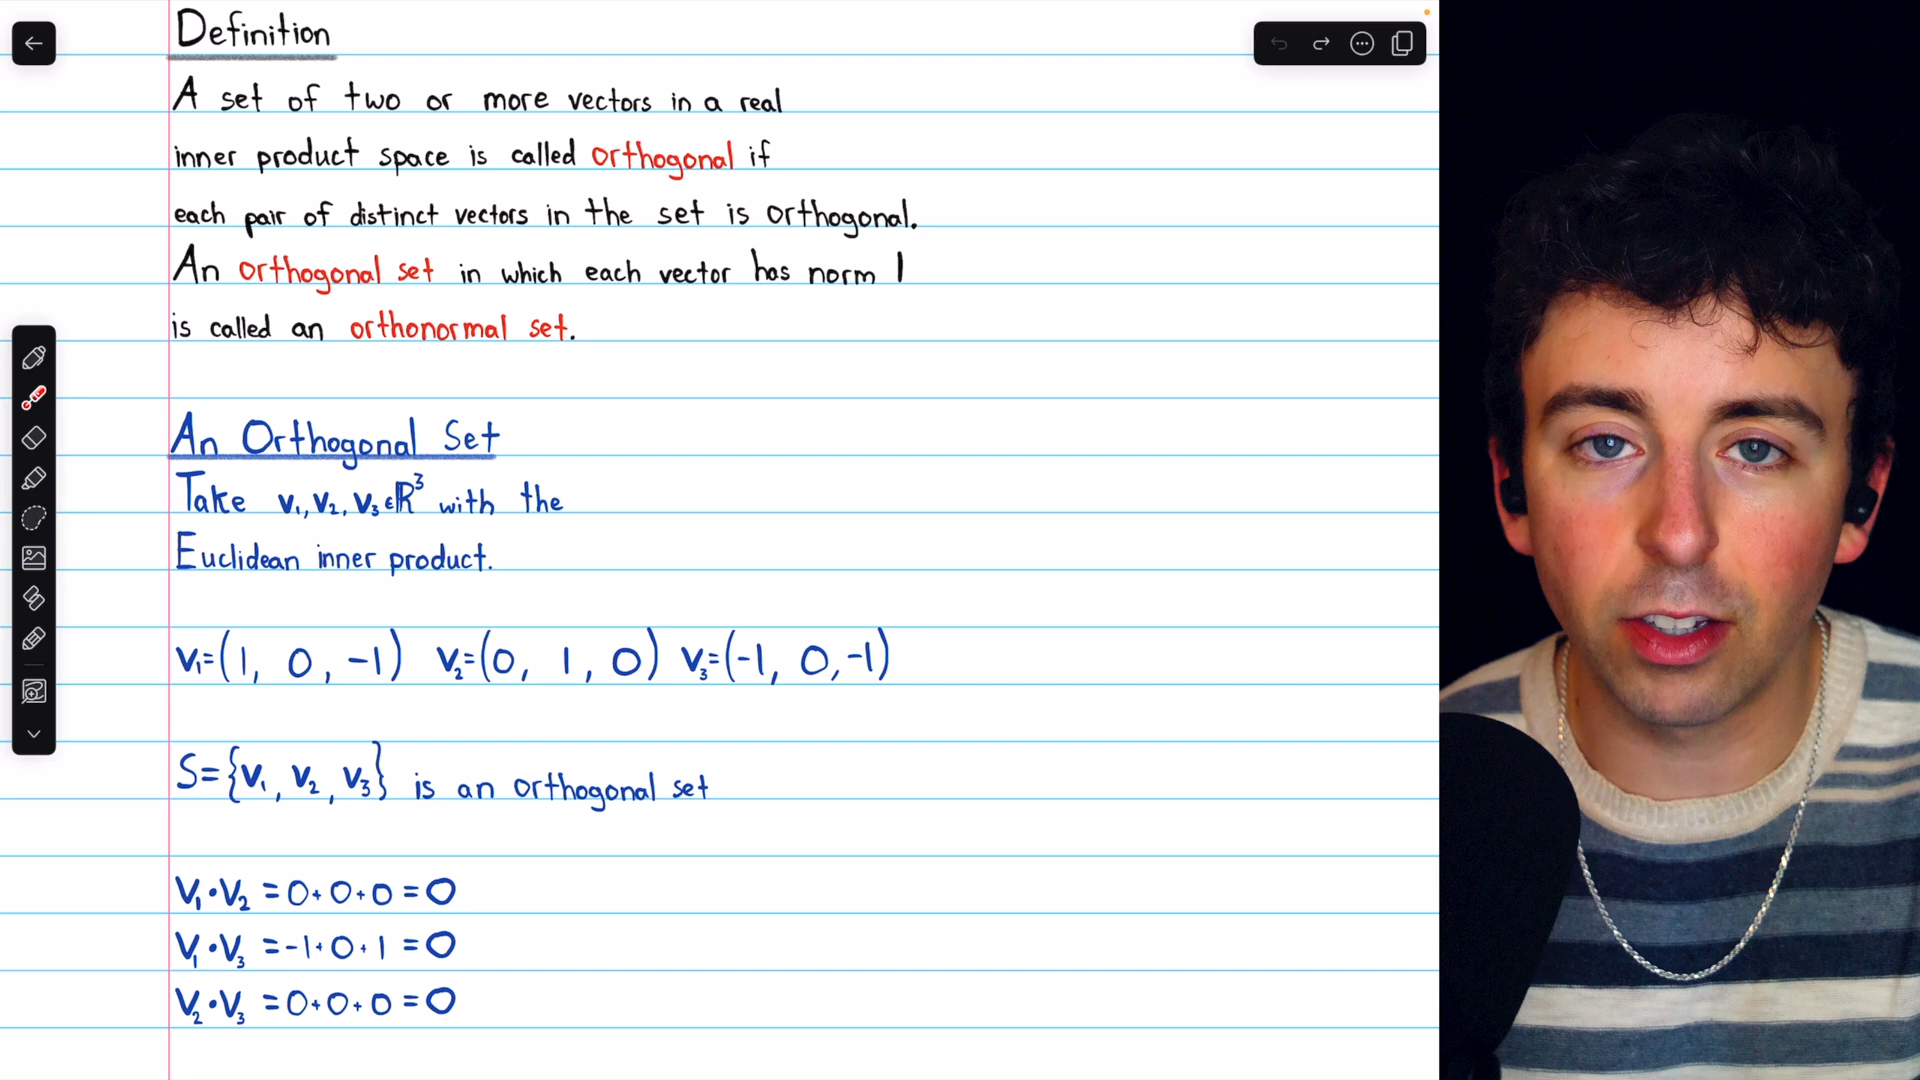 Definition
A set of two or more vectors in a real
inner product space is called orthogonal if
each pair of distinct vectors in the set is orthogonal.
An orthogonal set in which each vector has norm 1
is called an orthonormal set.
An Orthogonal Set
Take v₁, v₂, v₃ ∈ ℝ³ with the
Euclidean inner product.
v₁=(1, 0, -1) v₂=(0, 1, 0) v₃=(-1, 0, -1)
S={v₁, v₂, v₃} is an orthogonal set
v₁·v₂ = 0+0+0 = 0
v₁·v₃ = -1+0+1 = 0
v₂·v₃ = 0+0+0 = 0